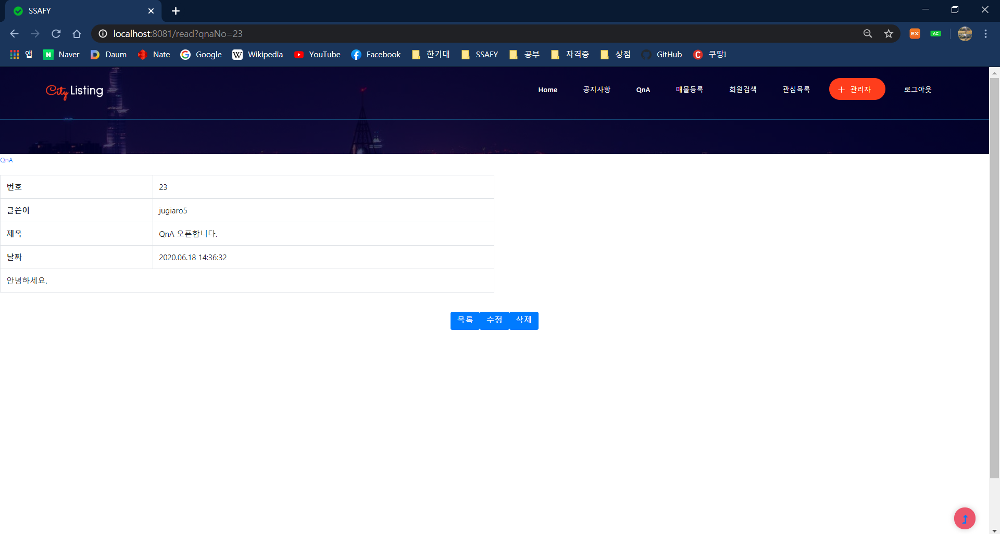 SSAFY
localhost:8081/read?qnaNo=23
EX
AC
앱 Naver Daum Nate Google Wikipedia YouTube Facebook 한기대 SSAFY 공부 자격증 상점 GitHub 쿠팡!
City Listing
Home 공지사항 QnA 매물등록 회원검색 관심목록 + 관리자 로그아웃
QnA
번호 23
글쓴이 jugiaro5
제목 QnA 오픈합니다.
날짜 2020.06.18 14:36:32
안녕하세요.
목록 수정 삭제